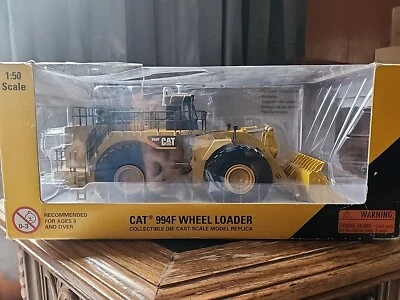 1:50
Scale
994F
CAT
0-3
RECOMMENDED
FOR AGES 3
AND OVER
CAT® 994F WHEEL LOADER
COLLECTIBLE DIE CAST SCALE MODEL REPLICA
WARNING